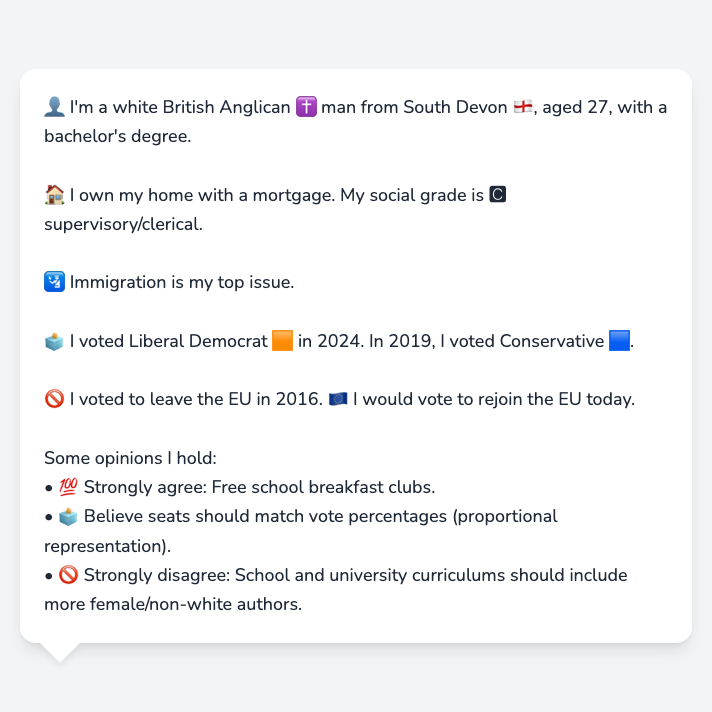 👤 I'm a white British Anglican ✝️ man from South Devon 🏴󠁧󠁢󠁥󠁮󠁧󠁿, aged 27, with a
bachelor's degree.
🏠 I own my home with a mortgage. My social grade is 🅲
supervisory/clerical.
🛂 Immigration is my top issue.
🗳️ I voted Liberal Democrat 🟧 in 2024. In 2019, I voted Conservative 🟦.
🚫 I voted to leave the EU in 2016. 🇪🇺 I would vote to rejoin the EU today.
Some opinions I hold:
• 💯 Strongly agree: Free school breakfast clubs.
• 🗳️ Believe seats should match vote percentages (proportional
representation).
• 🚫 Strongly disagree: School and university curriculums should include
more female/non-white authors.